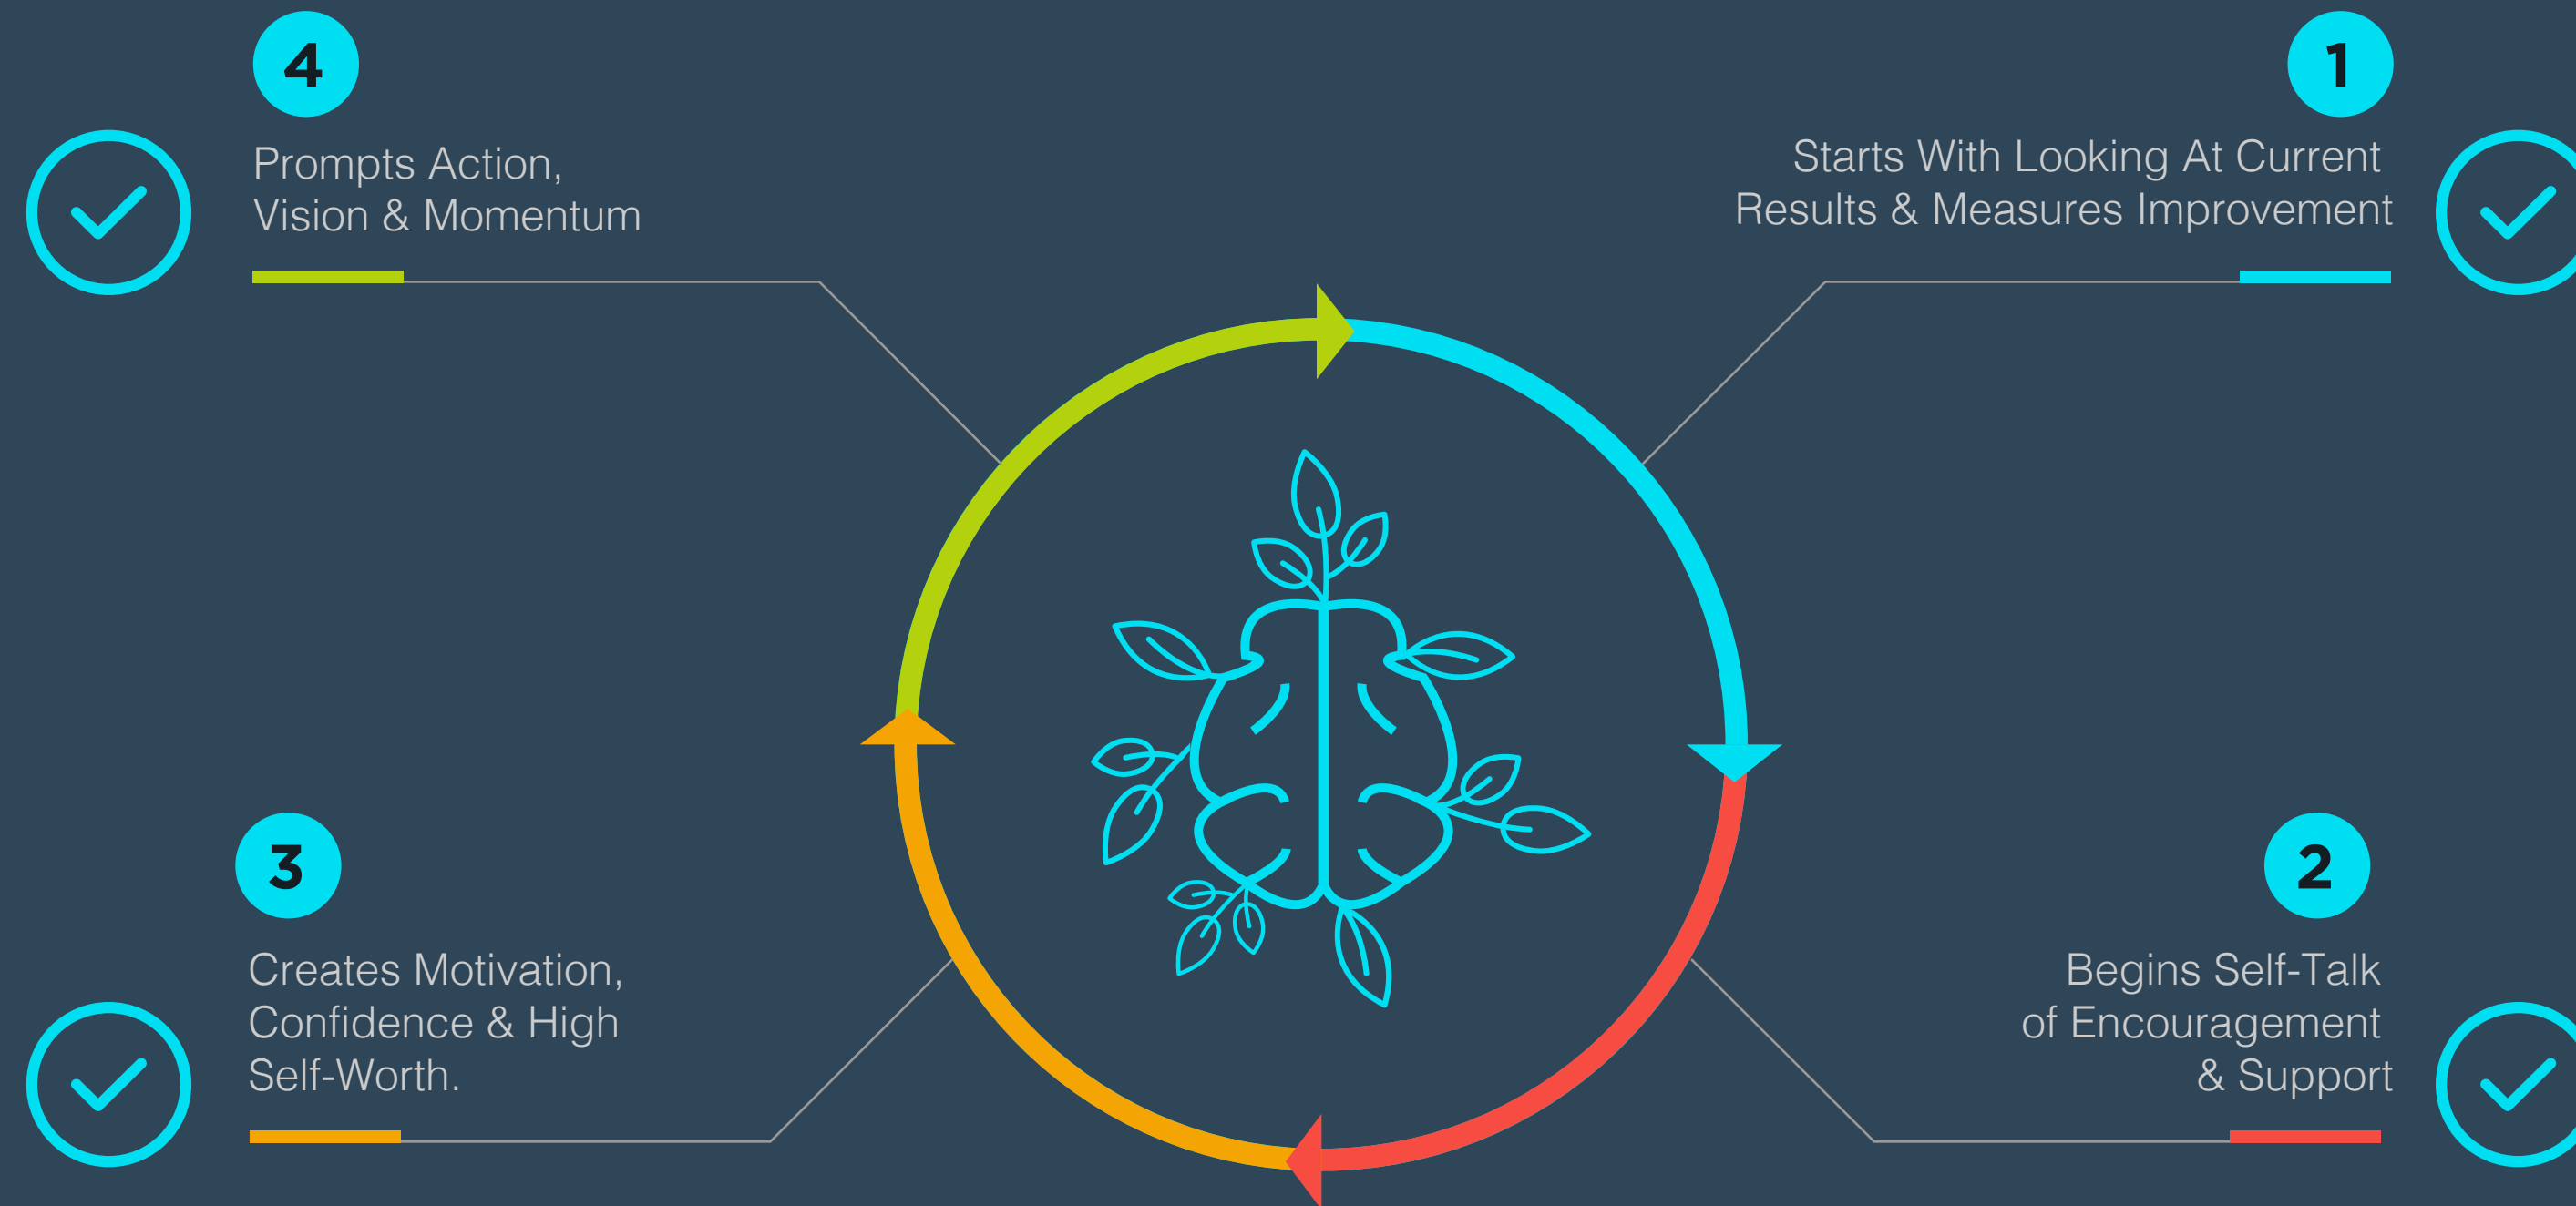 1
Starts With Looking At Current
Results & Measures Improvement
2
Begins Self-Talk
of Encouragement
& Support
3
Creates Motivation,
Confidence & High
Self-Worth.
4
Prompts Action,
Vision & Momentum